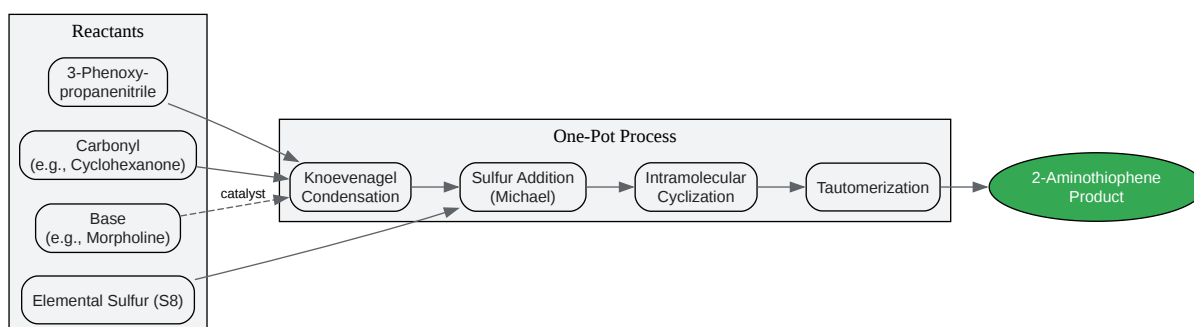 Reactants
3-Phenoxy-
propanenitrile
Carbonyl
(e.g., Cyclohexanone)
Base
(e.g., Morpholine)
Elemental Sulfur (S8)
catalyst
One-Pot Process
Knoevenagel
Condensation
Sulfur Addition
(Michael)
Intramolecular
Cyclization
Tautomerization
2-Aminothiophene
Product